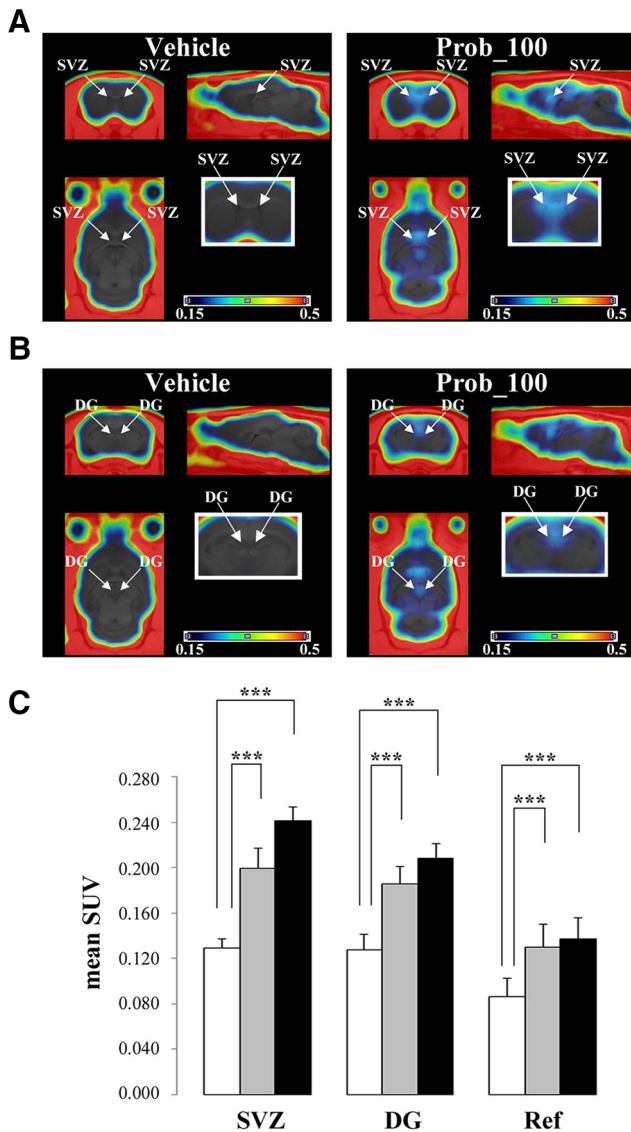 A
Vehicle
Prob_100
SVZ SVZ
SVZ
SVZ SVZ
SVZ
SVZ SVZ
SVZ SVZ
SVZ SVZ
SVZ SVZ
0.15 0.5
0.15 0.5
B
Vehicle
Prob_100
DG DG
DG DG
DG DG
DG DG
DG DG
DG DG
0.15 0.5
0.15 0.5
C
***
***
***
***
***
***
0.280
0.240
0.200
0.160
0.120
0.080
0.040
0.000
mean SUV
SVZ DG Ref